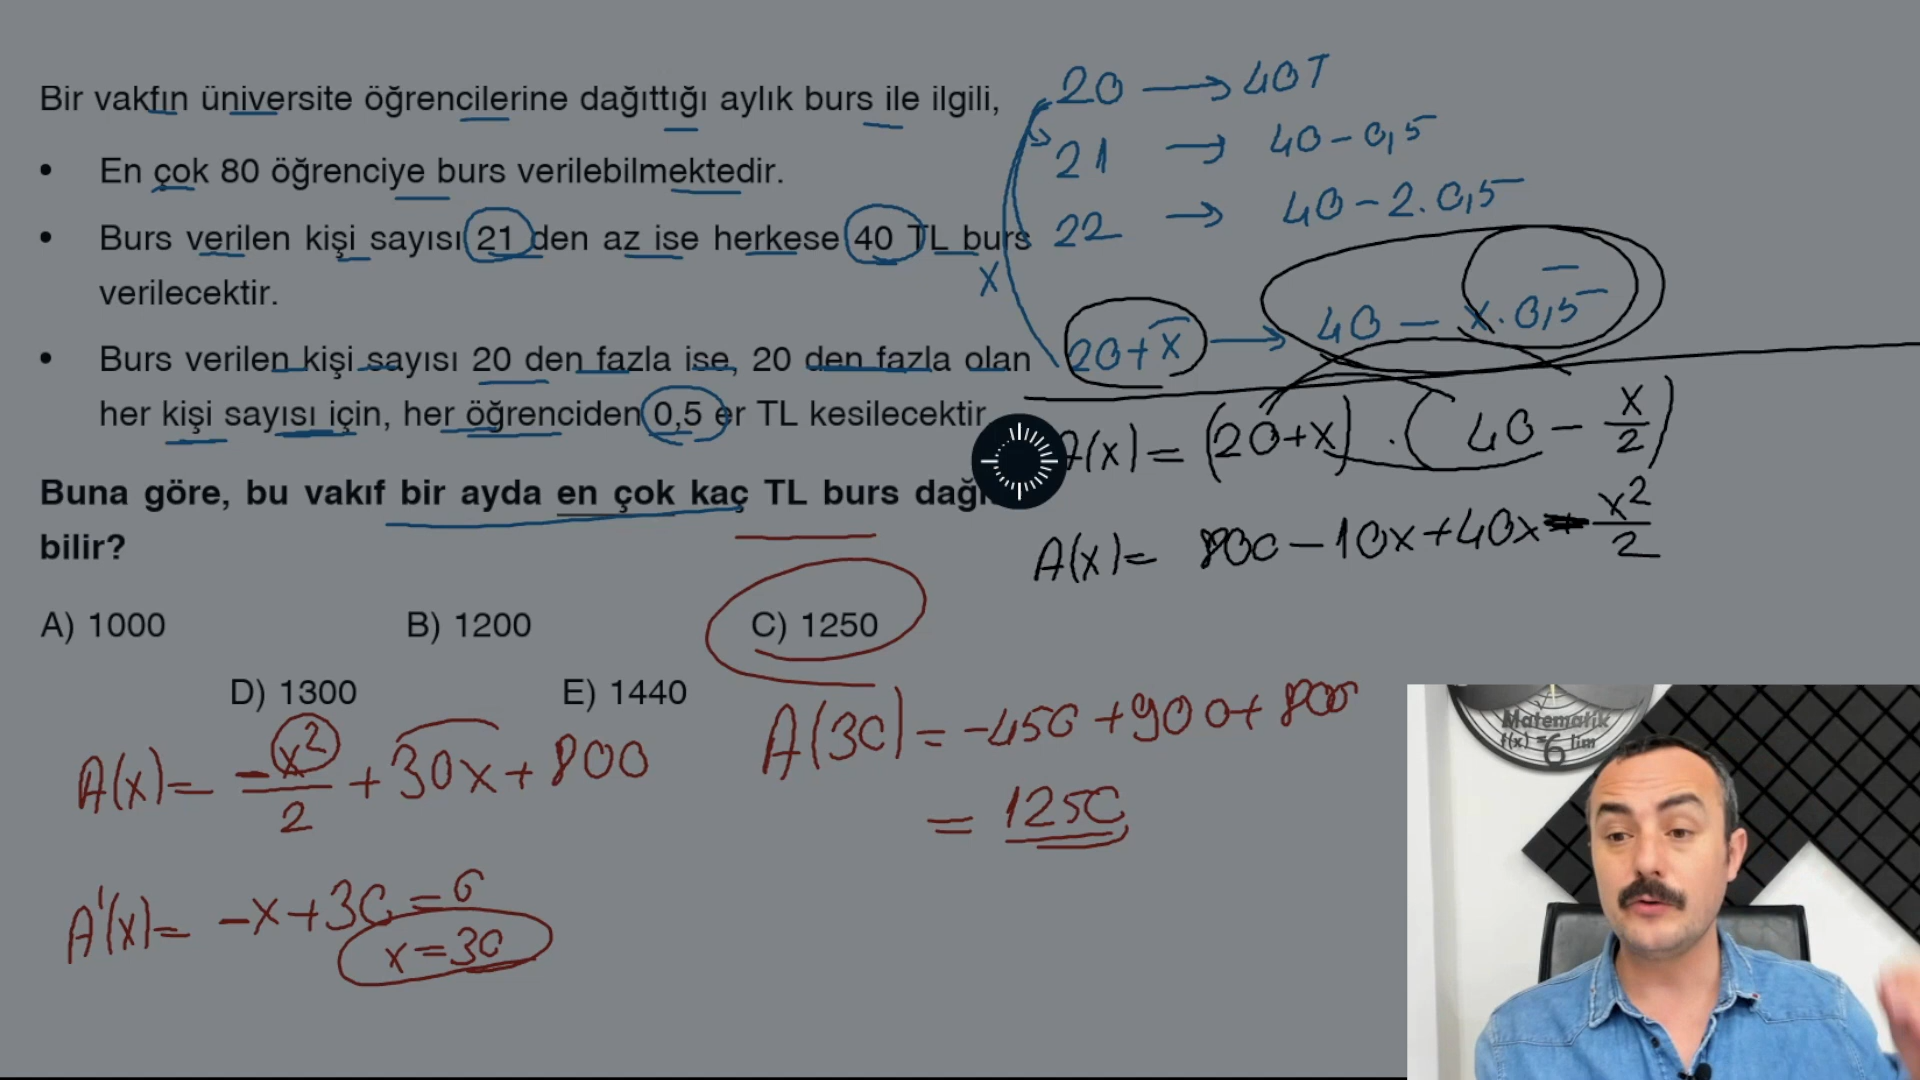 Bir vakfın üniversite öğrencilerine dağıttığı aylık burs ile ilgili,
• En çok 80 öğrenciye burs verilebilmektedir.
• Burs verilen kişi sayısı 21 den az ise herkese 40 TL burs
verilecektir.
• Burs verilen kişi sayısı 20 den fazla ise, 20 den fazla olan
her kişi sayısı için, her öğrenciden 0,5 er TL kesilecektir.
Buna göre, bu vakıf bir ayda en çok kaç TL burs
bilir?
A) 1000 B) 1200 C) 1250
D) 1300 E) 1440
20 → 40T
21 → 40-0,5
22 → 40-2.0,5
x
20+x → 40-x.0,5
A(x)=(20+x).(40-x/2)
A(x)= 800-10x+40x-x²/2
A(x)= -x²/2+30x+800
A'(x)= -x+30=0
x=30
A(30)=-450+900+800
= 1250
Matematik
f(x)=6 lim